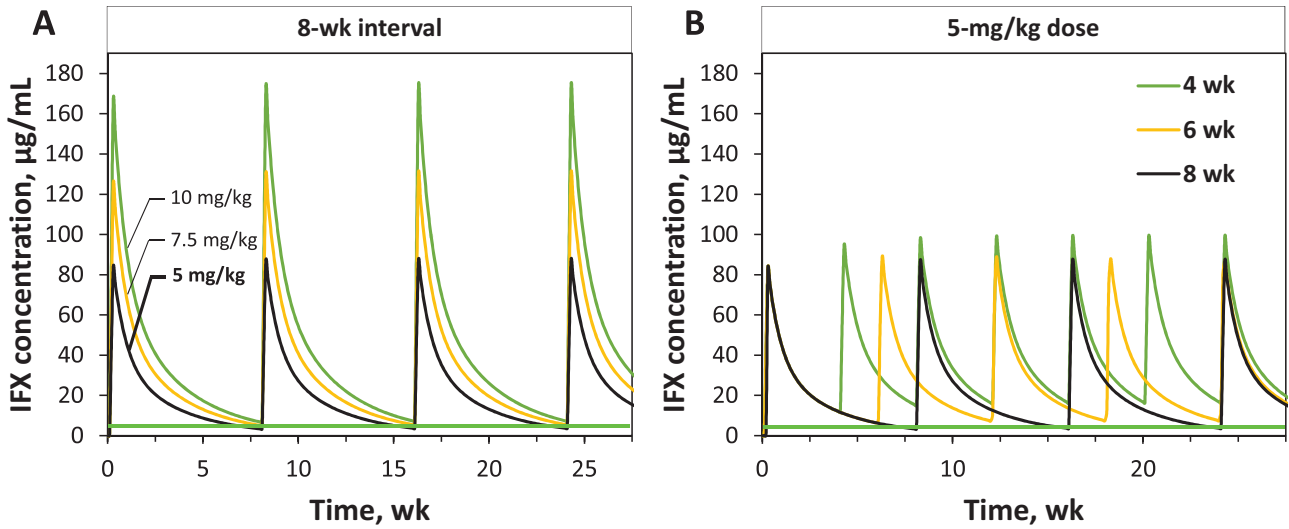 A
8-wk interval
IFX concentration, µg/mL
180
160
140
120
100
80
60
40
20
0
10 mg/kg
7.5 mg/kg
5 mg/kg
0
5
10
15
20
25
Time, wk
B
5-mg/kg dose
IFX concentration, µg/mL
180
160
140
120
100
80
60
40
20
0
4 wk
6 wk
8 wk
0
10
20
Time, wk